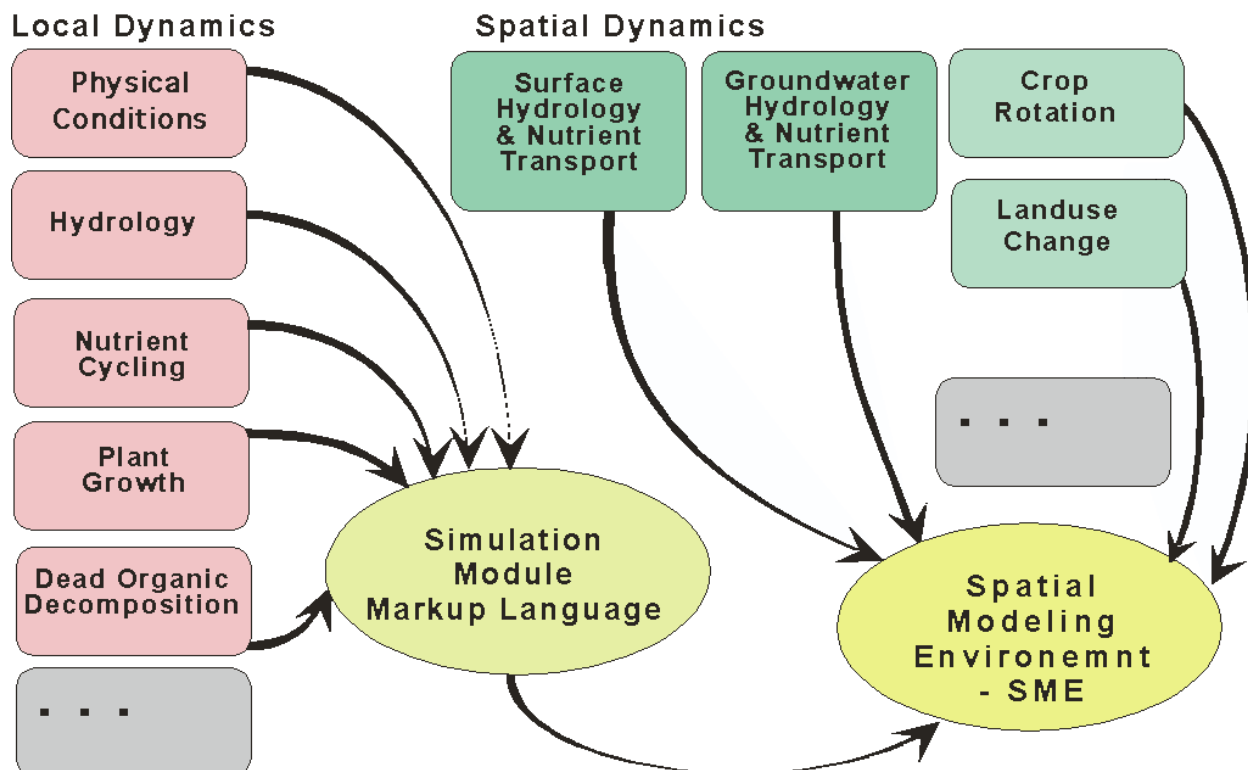 Local Dynamics
Physical
Conditions
Hydrology
Nutrient
Cycling
Plant
Growth
Dead Organic
Decomposition
. . .
Simulation
Module
Markup Language
Spatial Dynamics
Surface
Hydrology
& Nutrient
Transport
Groundwater
Hydrology
& Nutrient
Transport
Crop
Rotation
Landuse
Change
. . .
Spatial
Modeling
Environemnt
- SME